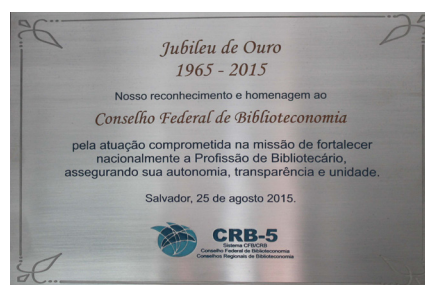 Jubileu de Ouro
1965 - 2015
Nosso reconhecimento e homenagem ao
Conselho Federal de Biblioteconomia
pela atuação comprometida na missão de fortalecer
nacionalmente a Profissão de Bibliotecário,
assegurando sua autonomia, transparência e unidade.
Salvador, 25 de agosto 2015.
CRB-5
Sistema CFB/CRB
Conselho Federal de Biblioteconomia
Conselhos Regionais de Biblioteconomia